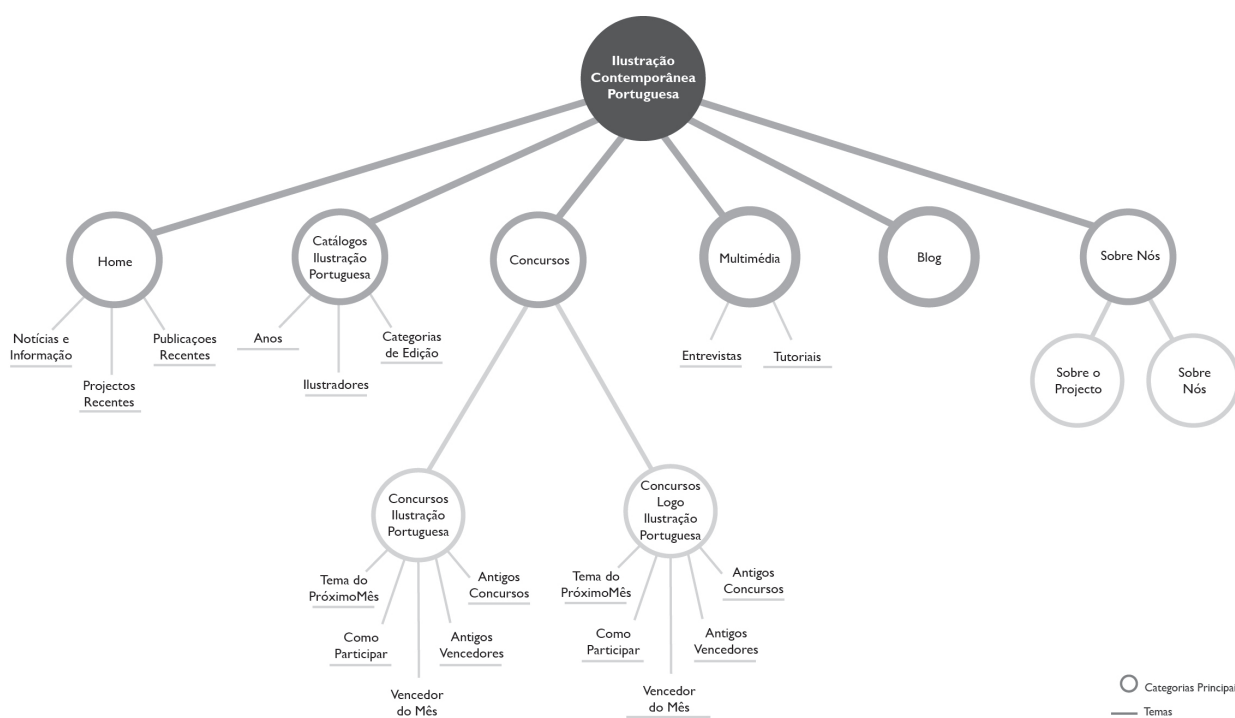 Ilustração
Contemporânea
Portuguesa
Home
Catálogos
Ilustração
Portuguesa
Concursos
Multimédia
Blog
Sobre Nós
Notícias e
Informação
Projectos
Recentes
Publicaçoes
Recentes
Anos
Ilustradores
Categorias
de Edição
Entrevistas
Tutoriais
Sobre o
Projecto
Sobre
Nós
Concursos
Ilustração
Portuguesa
Concursos
Logo
Ilustração
Portuguesa
Tema do
PróximoMês
Como
Participar
Vencedor
do Mês
Antigos
Vencedores
Antigos
Concursos
Tema do
PróximoMês
Como
Participar
Vencedor
do Mês
Antigos
Vencedores
Antigos
Concursos
Categorias Principai
Temas